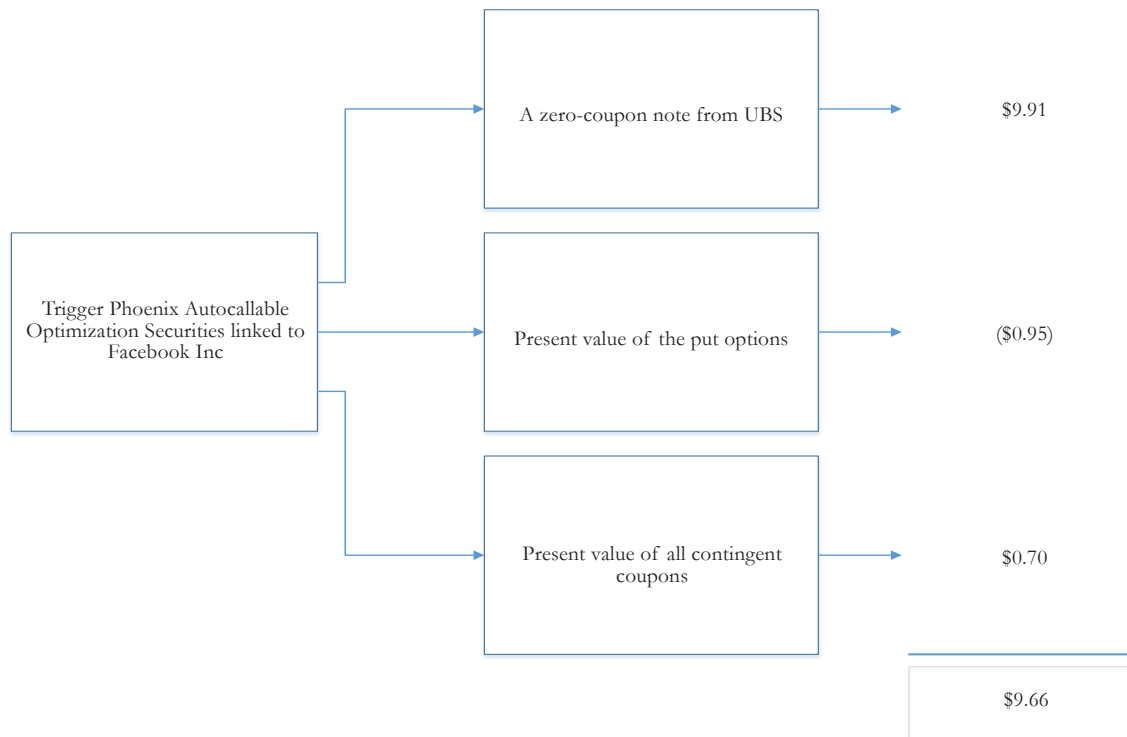 A zero-coupon note from UBS
$9.91
Trigger Phoenix Autocallable
Optimization Securities linked to
Facebook Inc
Present value of the put options
($0.95)
Present value of all contingent
coupons
$0.70
$9.66